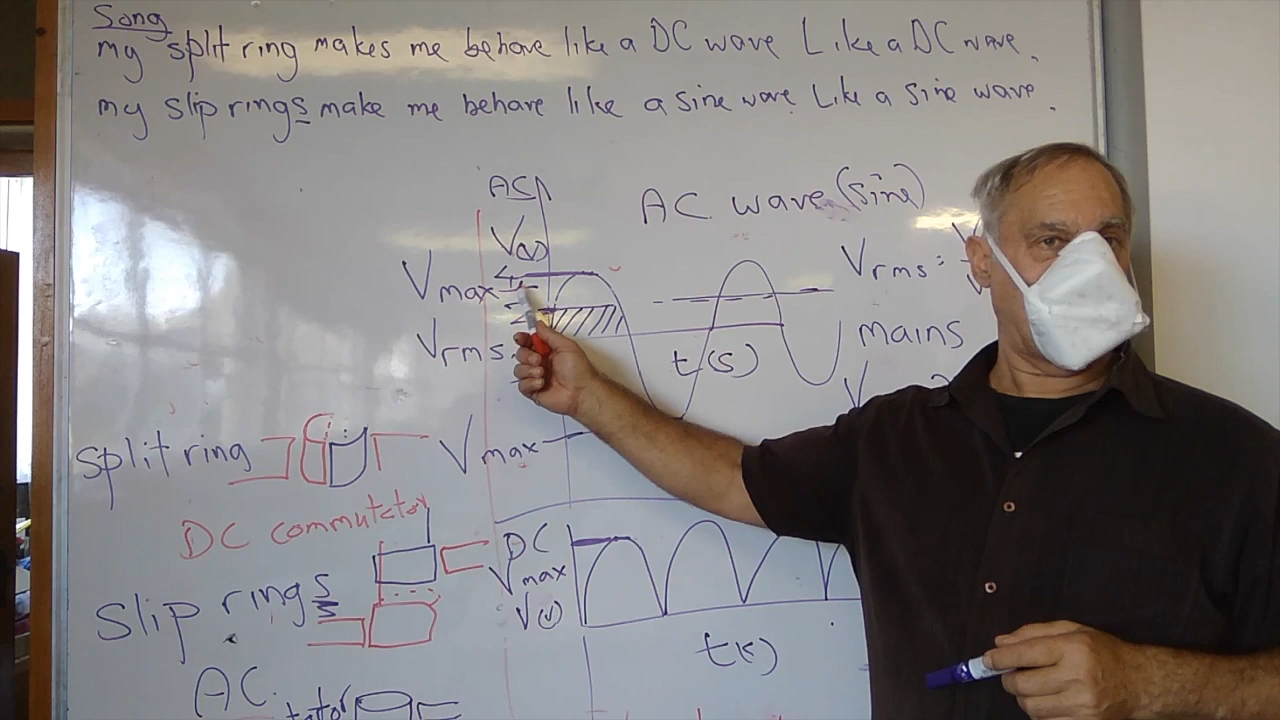 Song
my split ring makes me behave like a DC wave Like a DC wave.
my slip rings make me behave like a sine wave Like a sine wave.
AC
V(v)
AC wave (sine)
Vmax
Vrms
Vrms =
mains
t(s)
Vmax
split ring
DC commutator
DC
Vmax
V(v)
t(s)
Slip rings
AC